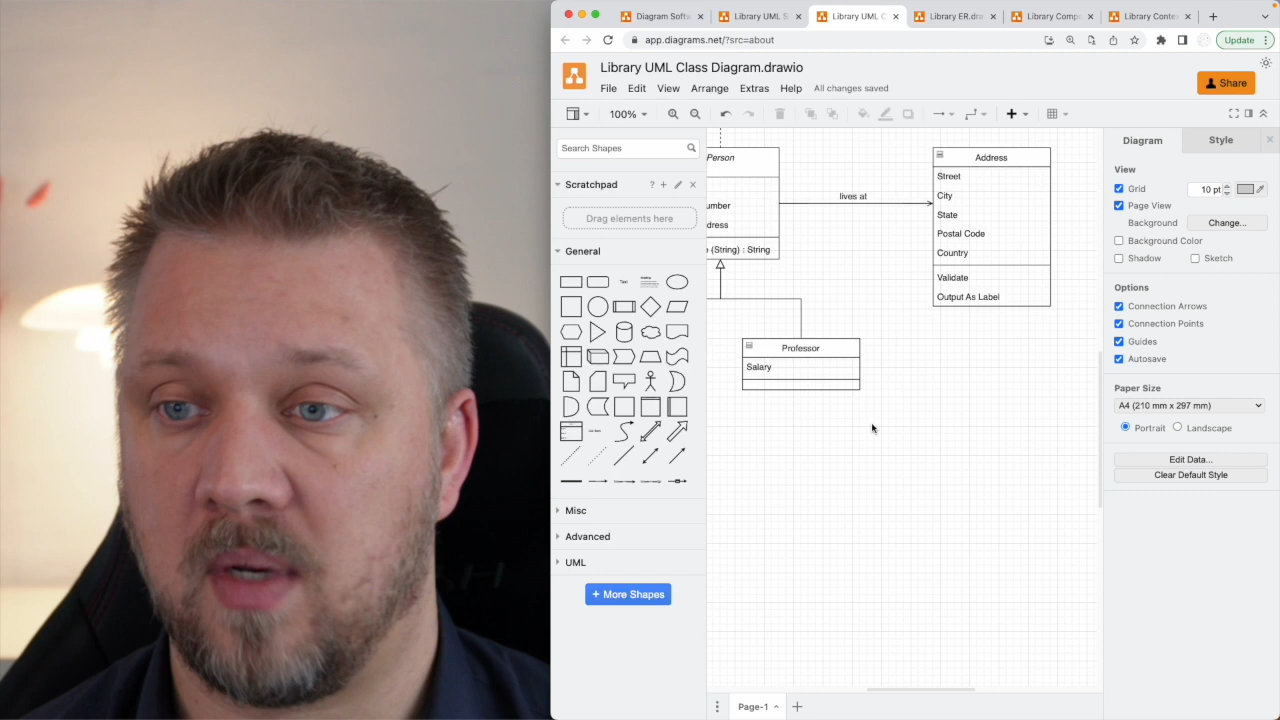 Diagram Softw
Library UML S
Library UML C
Library ER.dra
Library Compo
Library Contex
app.diagrams.net/?src=about
Update
Library UML Class Diagram.drawio
File Edit View Arrange Extras Help All changes saved
Share
100%
Search Shapes
Scratchpad
Drag elements here
General
Text
Heading
Misc
Advanced
UML
+ More Shapes
Person
umber
dress
(String) : String
lives at
Address
Street
City
State
Postal Code
Country
Validate
Output As Label
Professor
Salary
Page-1
Diagram Style
View
Grid 10 pt
Page View
Background Change...
Background Color
Shadow Sketch
Options
Connection Arrows
Connection Points
Guides
Autosave
Paper Size
A4 (210 mm x 297 mm)
Portrait Landscape
Edit Data...
Clear Default Style